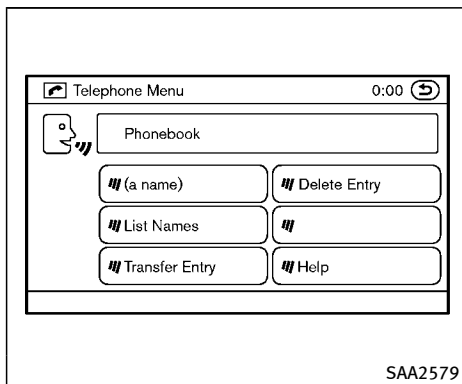 Telephone Menu 0:00
Phonebook
(a name) Delete Entry
List Names
Transfer Entry Help
SAA2579